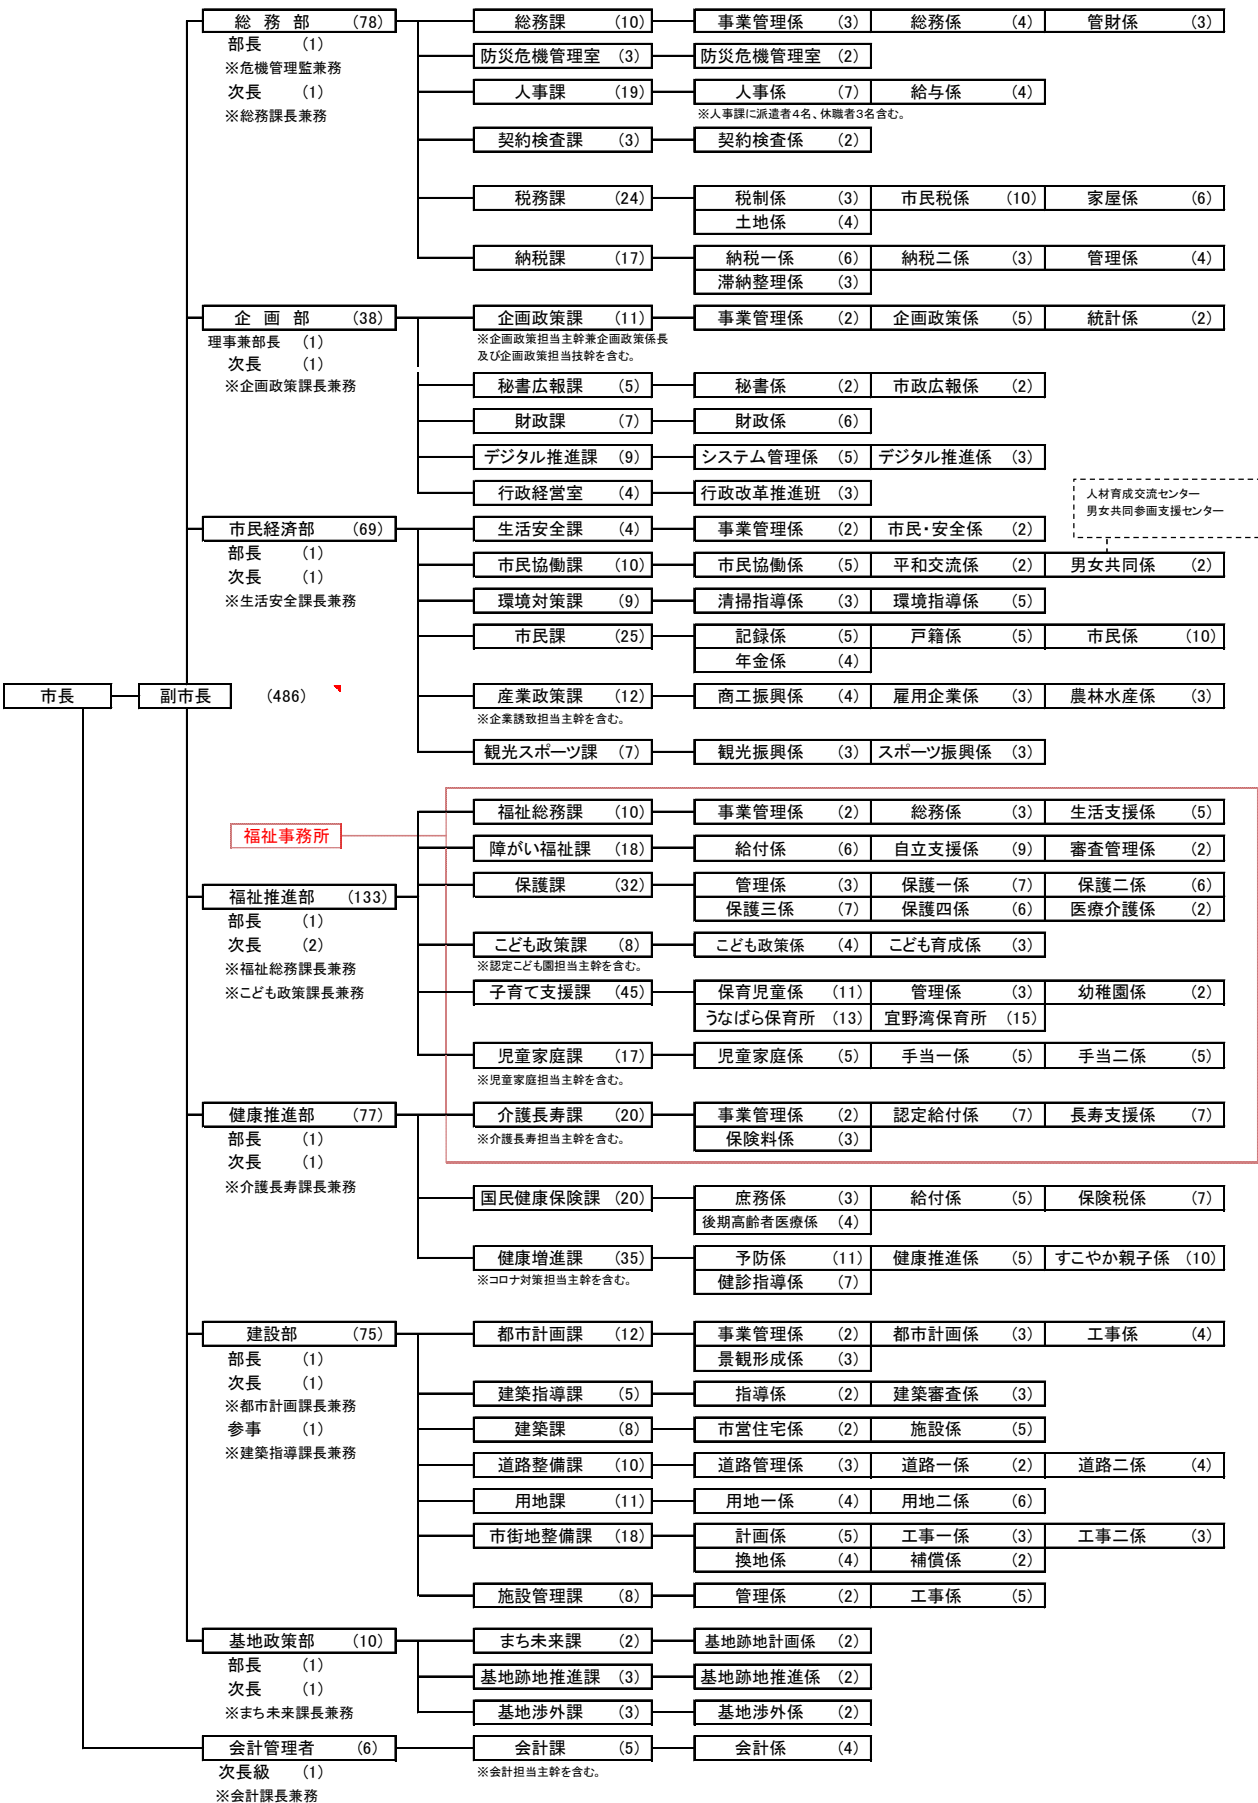 総 務 部 (78) 総務課 (10) 事業管理係 (3) 総務係 (4) 管財係 (3)
部長 (1) 防災危機管理室 (3) 防災危機管理室 (2)
※危機管理監兼務
次長 (1) 人事課 (19) 人事係 (7) 給与係 (4)
※総務課長兼務 ※人事課に派遣者4名、休職者3名含む。
契約検査課 (3) 契約検査係 (2)
税務課 (24) 税制係 (3) 市民税係 (10) 家屋係 (6)
土地係 (4)
納税課 (17) 納税一係 (6) 納税二係 (3) 管理係 (4)
滞納整理係 (3)
企 画 部 (38) 企画政策課 (11) 事業管理係 (2) 企画政策係 (5) 統計係 (2)
理事兼部長 (1) ※企画政策担当主幹兼企画政策係長
次長 (1) 及び企画政策担当技幹を含む。
※企画政策課長兼務 秘書広報課 (5) 秘書係 (2) 市政広報係 (2)
財政課 (7) 財政係 (6)
デジタル推進課 (9) システム管理係 (5) デジタル推進係 (3)
行政経営室 (4) 行政改革推進班 (3) 人材育成交流センター
男女共同参画支援センター
市民経済部 (69) 生活安全課 (4) 事業管理係 (2) 市民・安全係 (2)
部長 (1) 市民協働課 (10) 市民協働係 (5) 平和交流係 (2) 男女共同係 (2)
次長 (1)
※生活安全課長兼務 環境対策課 (9) 清掃指導係 (3) 環境指導係 (5)
市民課 (25) 記録係 (5) 戸籍係 (5) 市民係 (10)
年金係 (4)
市長 副市長 (486) 産業政策課 (12) 商工振興係 (4) 雇用企業係 (3) 農林水産係 (3)
※企業誘致担当主幹を含む。
観光スポーツ課 (7) 観光振興係 (3) スポーツ振興係 (3)
福祉総務課 (10) 事業管理係 (2) 総務係 (3) 生活支援係 (5)
福祉事務所
障がい福祉課 (18) 給付係 (6) 自立支援係 (9) 審査管理係 (2)
保護課 (32) 管理係 (3) 保護一係 (7) 保護二係 (6)
福祉推進部 (133) 保護三係 (7) 保護四係 (6) 医療介護係 (2)
部長 (1)
次長 (2) こども政策課 (8) こども政策係 (4) こども育成係 (3)
※福祉総務課長兼務 ※認定こども園担当主幹を含む。
※こども政策課長兼務 子育て支援課 (45) 保育児童係 (11) 管理係 (3) 幼稚園係 (2)
うなばら保育所 (13) 宜野湾保育所 (15)
児童家庭課 (17) 児童家庭係 (5) 手当一係 (5) 手当二係 (5)
※児童家庭担当主幹を含む。
健康推進部 (77) 介護長寿課 (20) 事業管理係 (2) 認定給付係 (7) 長寿支援係 (7)
部長 (1) ※介護長寿担当主幹を含む。 保険料係 (3)
次長 (1)
※介護長寿課長兼務 国民健康保険課 (20) 庶務係 (3) 給付係 (5) 保険税係 (7)
後期高齢者医療係 (4)
健康増進課 (35) 予防係 (11) 健康推進係 (5) すこやか親子係 (10)
※コロナ対策担当主幹を含む。 健診指導係 (7)
建設部 (75) 都市計画課 (12) 事業管理係 (2) 都市計画係 (3) 工事係 (4)
部長 (1) 景観形成係 (3)
次長 (1) 建築指導課 (5) 指導係 (2) 建築審査係 (3)
※都市計画課長兼務
参事 (1) 建築課 (8) 市営住宅係 (2) 施設係 (5)
※建築指導課長兼務
道路整備課 (10) 道路管理係 (3) 道路一係 (2) 道路二係 (4)
用地課 (11) 用地一係 (4) 用地二係 (6)
市街地整備課 (18) 計画係 (5) 工事一係 (3) 工事二係 (3)
換地係 (4) 補償係 (2)
施設管理課 (8) 管理係 (2) 工事係 (5)
基地政策部 (10) まち未来課 (2) 基地跡地計画係 (2)
部長 (1) 基地跡地推進課 (3) 基地跡地推進係 (2)
次長 (1)
※まち未来課長兼務 基地渉外課 (3) 基地渉外係 (2)
会計管理者 (6) 会計課 (5) 会計係 (4)
次長級 (1) ※会計担当主幹を含む。
※会計課長兼務